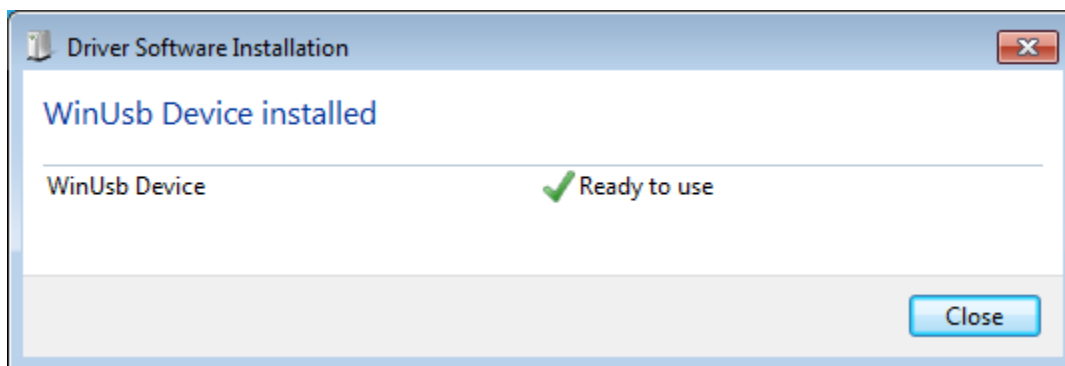 Driver Software Installation
WinUsb Device installed
WinUsb Device Ready to use
Close